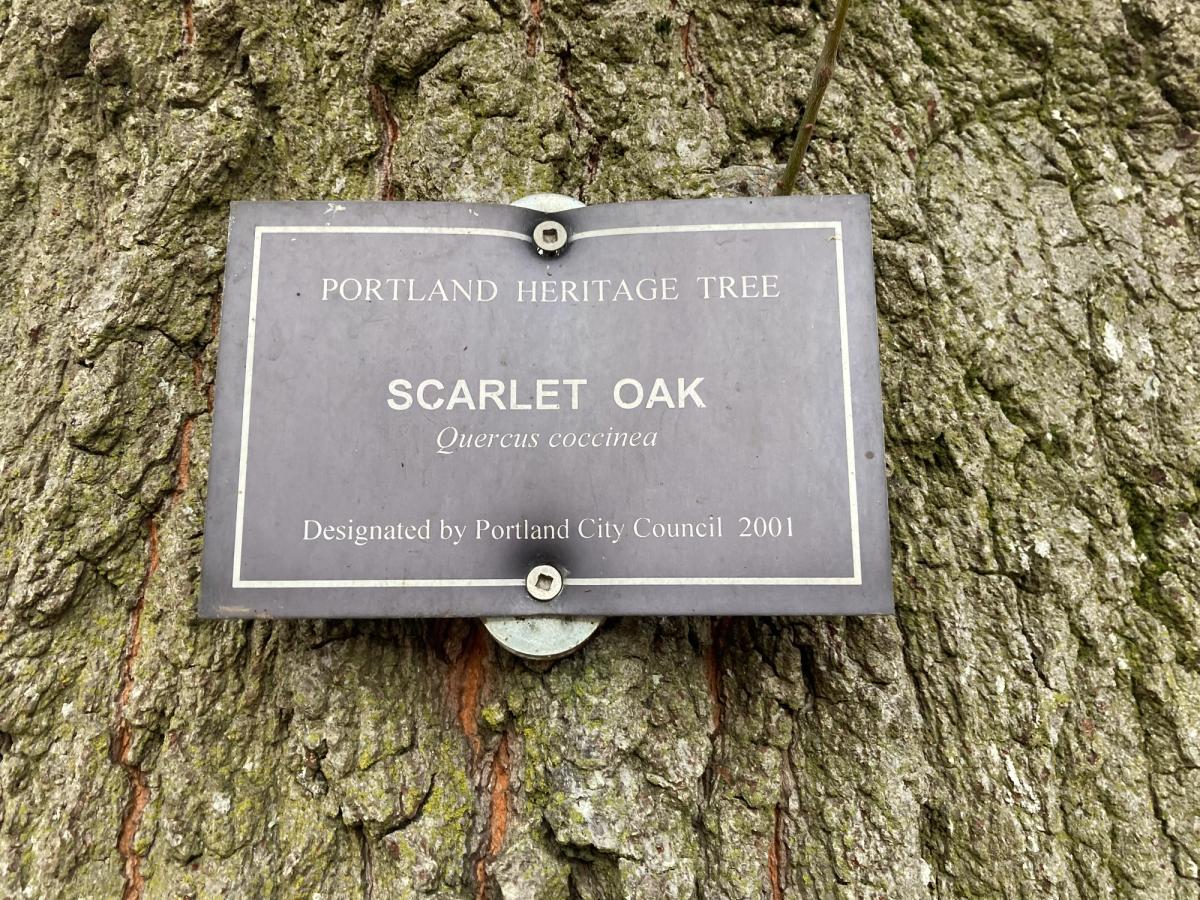 PORTLAND HERITAGE TREE
SCARLET OAK
Quercus coccinea
Designated by Portland City Council 2001